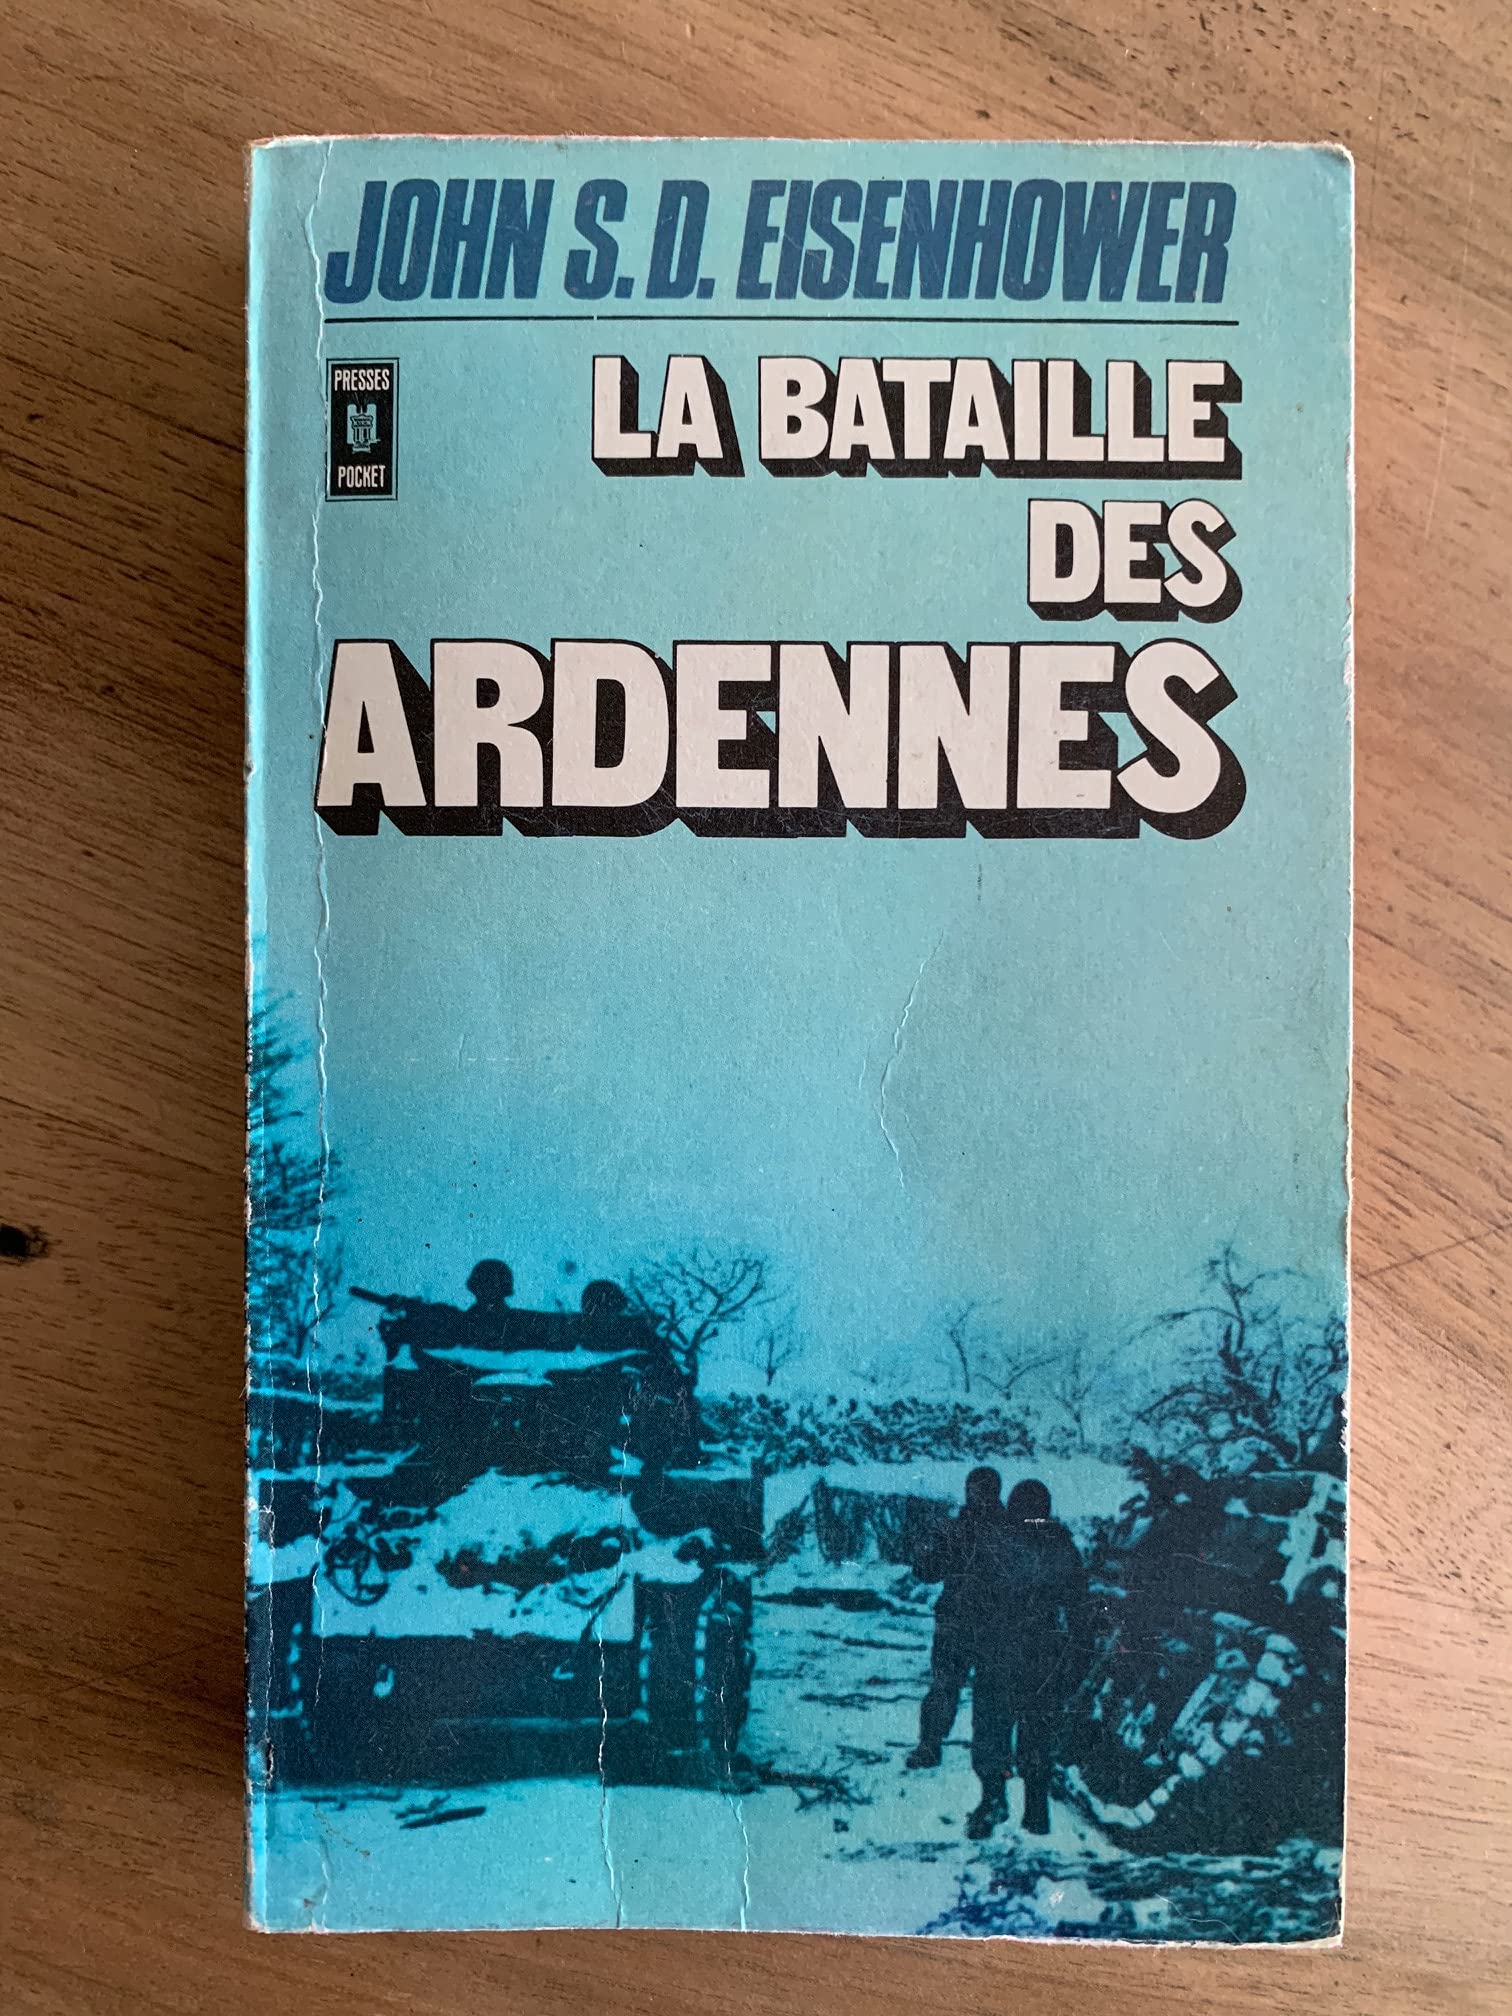 JOHN S. D. EISENHOWER
PRESSES
POCKET
LA BATAILLE
DES
ARDENNES